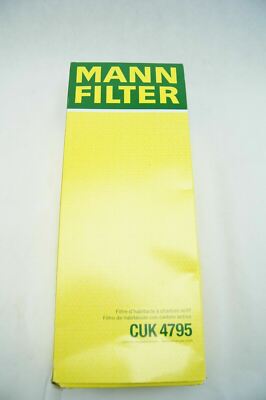 MANN
FILTER
Filtre d'habitacle à charbon actif
Filtro de habitáculo con carbón activo
CUK 4795